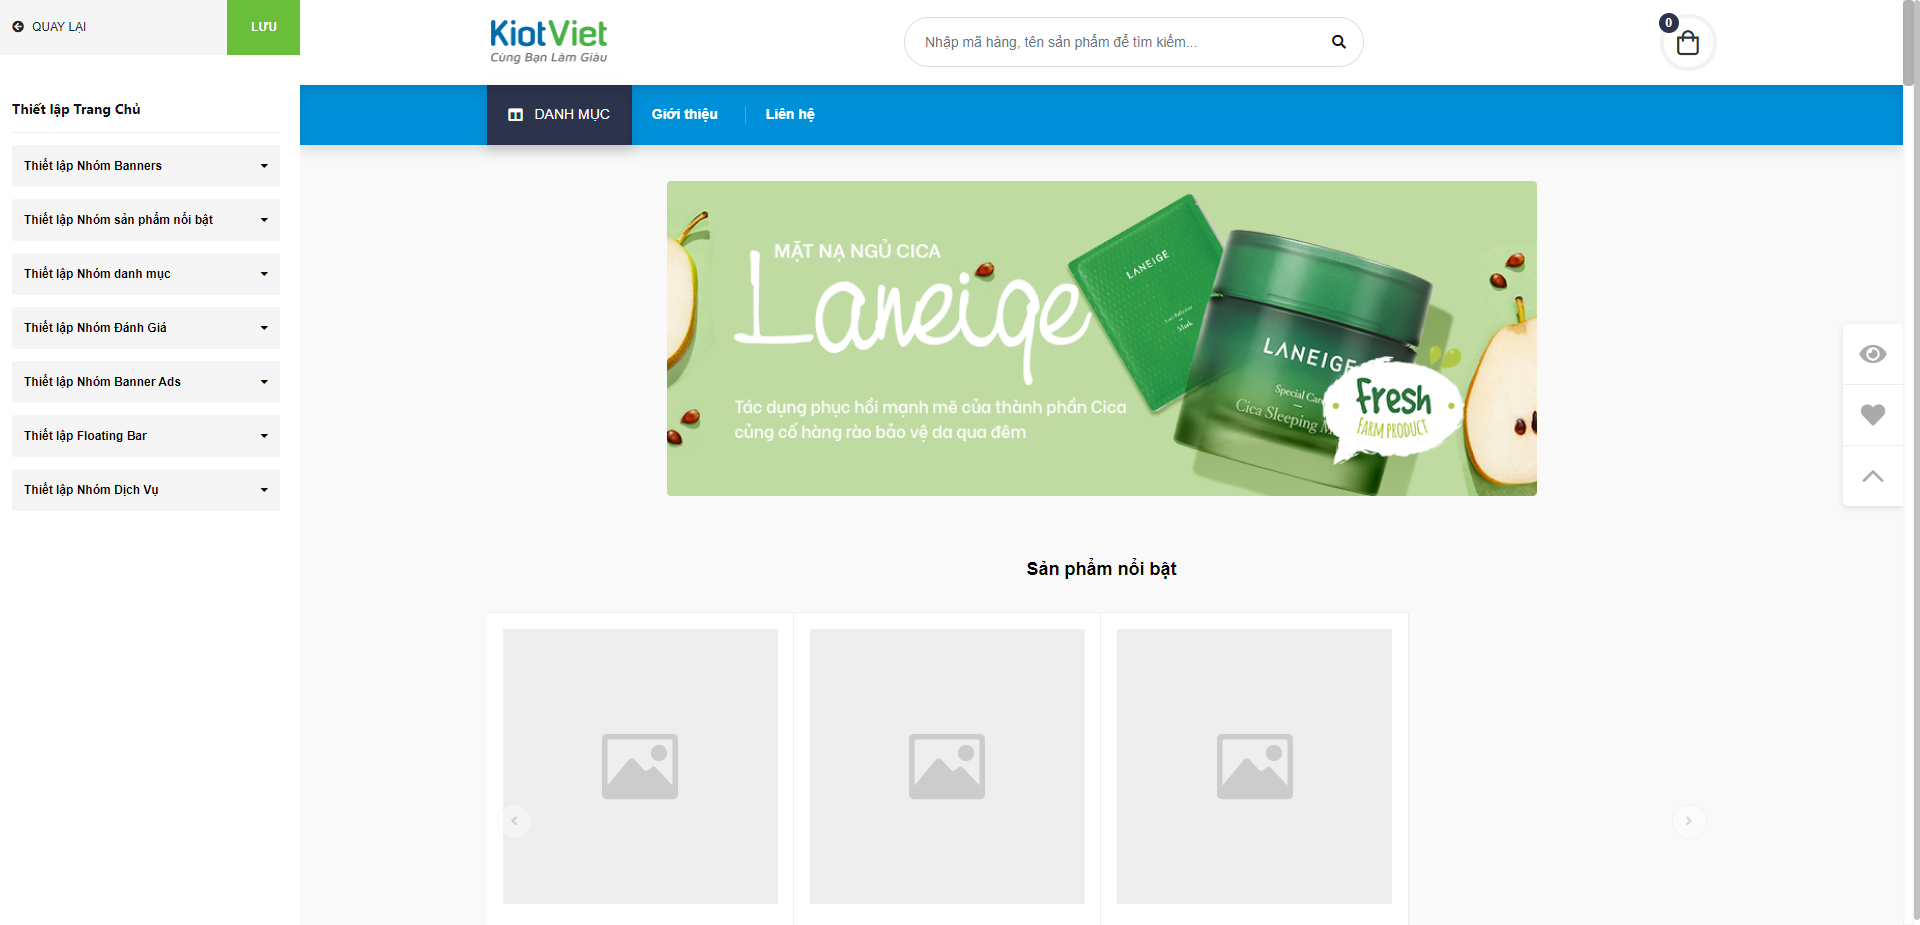 QUAY LẠI
LƯU
Thiết lập Trang Chủ
Thiết lập Nhóm Banners
Thiết lập Nhóm sản phẩm nổi bật
Thiết lập Nhóm danh mục
Thiết lập Nhóm Đánh Giá
Thiết lập Nhóm Banner Ads
Thiết lập Floating Bar
Thiết lập Nhóm Dịch Vụ
KiotViet
Cùng Bạn Làm Giàu
Nhập mã hàng, tên sản phẩm để tìm kiếm...
0
DANH MỤC
Giới thiệu
Liên hệ
MẶT NẠ NGỦ CICA
Laneige
Tác dụng phục hồi mạnh mẽ của thành phần Cica
củng cố hàng rào bảo vệ da qua đêm
LANEIGE
Mask
LANEIGE
Special Care
Cica Sleeping
Fresh
FARM PRODUCT
Sản phẩm nổi bật